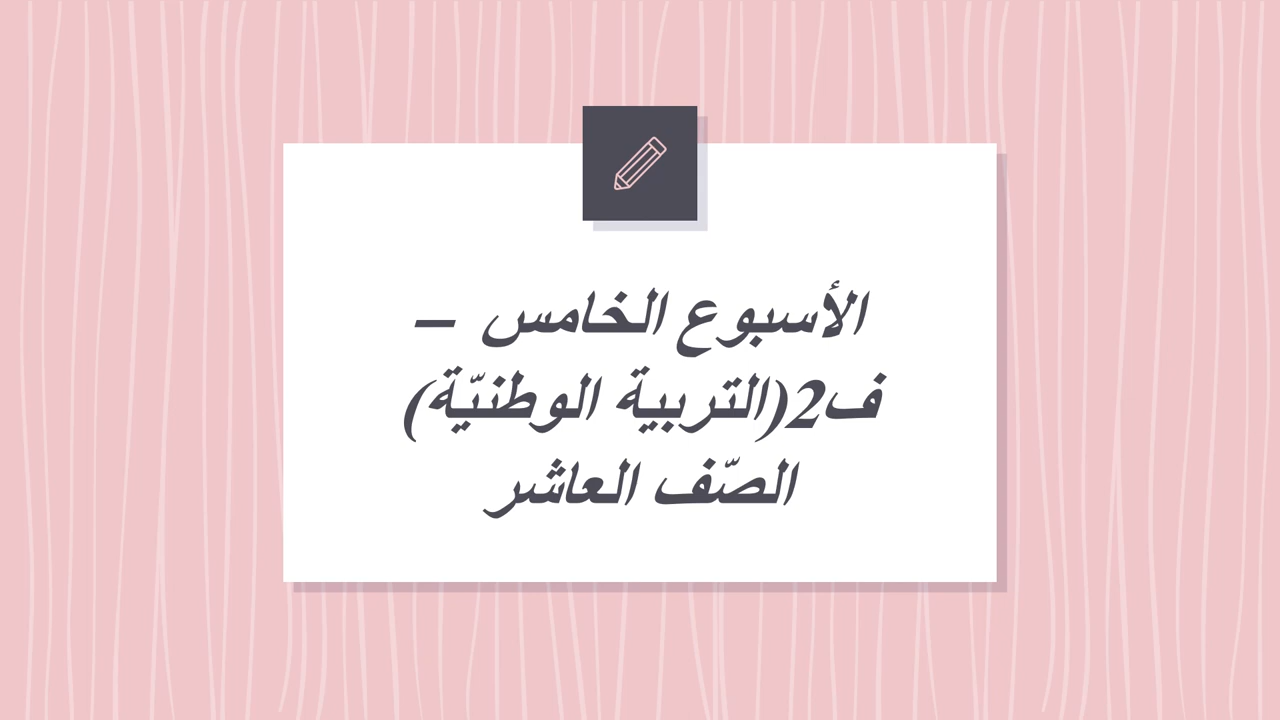 الأسبوع الخامس –
ف2(التربية الوطنيّة)
الصّف العاشر